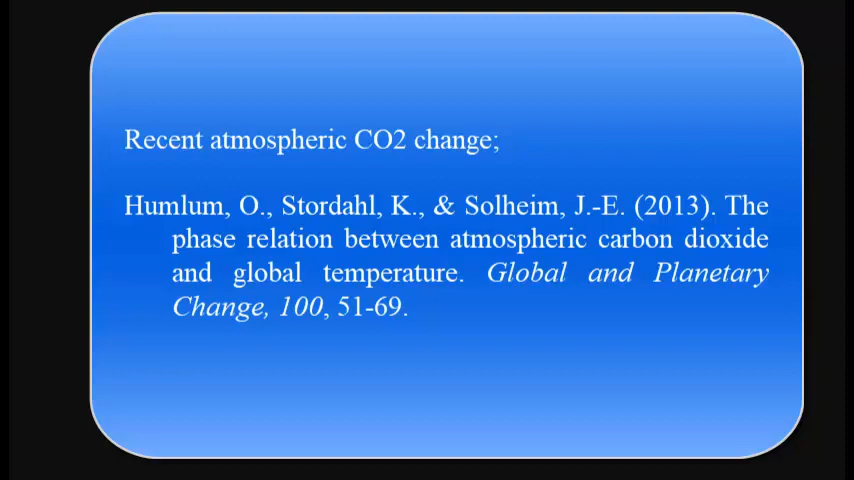 Recent atmospheric CO2 change;
Humlum, O., Stordahl, K., & Solheim, J.-E. (2013). The
phase relation between atmospheric carbon dioxide
and global temperature. Global and Planetary
Change, 100, 51-69.